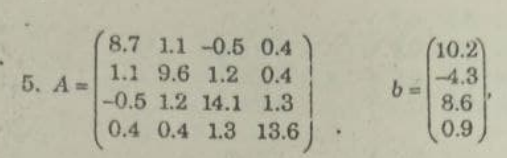 8.7 1.1 -0.5 0.4 10.2
5. A = 1.1 9.6 1.2 0.4 b = -4.3
-0.5 1.2 14.1 1.3 8.6 ,
0.4 0.4 1.3 13.6 . 0.9